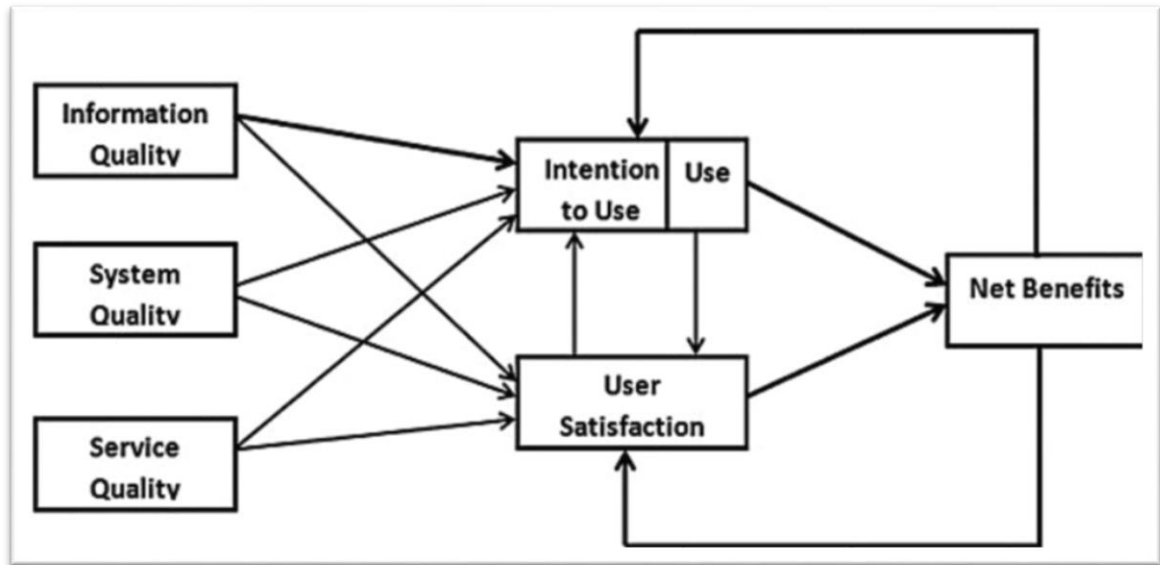 Information
Quality
System
Quality
Service
Quality
Intention
to Use
Use
User
Satisfaction
Net Benefits